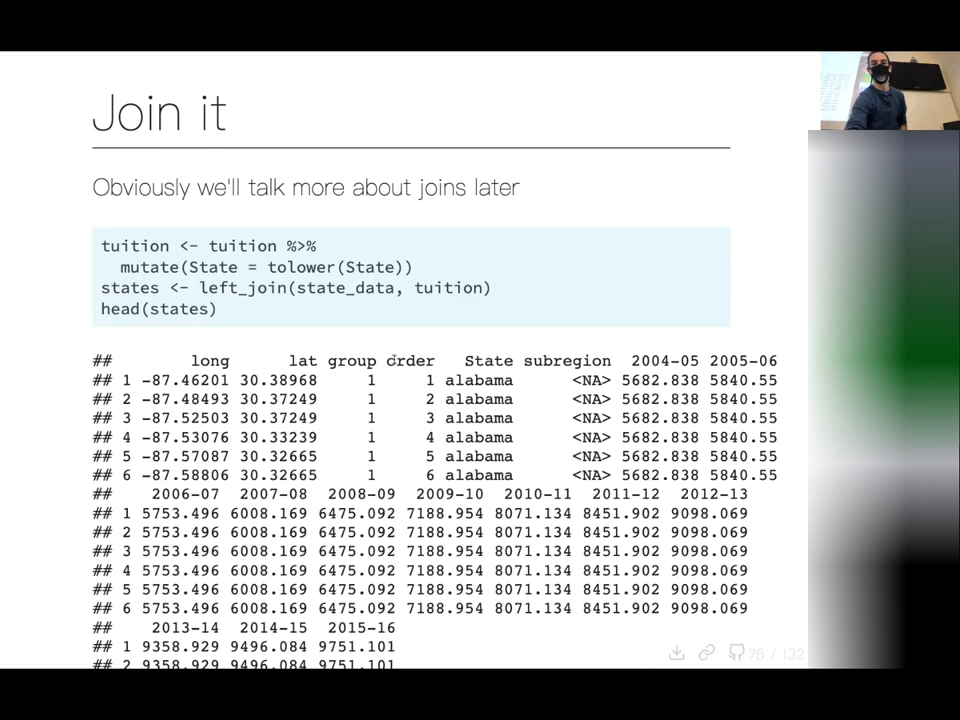 Join it
Obviously we'll talk more about joins later
tuition <- tuition %>%
  mutate(State = tolower(State))
states <- left_join(state_data, tuition)
head(states)
##        long      lat group order   State subregion  2004-05 2005-06
## 1 -87.46201 30.38968     1     1 alabama      <NA> 5682.838 5840.55
## 2 -87.48493 30.37249     1     2 alabama      <NA> 5682.838 5840.55
## 3 -87.52503 30.37249     1     3 alabama      <NA> 5682.838 5840.55
## 4 -87.53076 30.33239     1     4 alabama      <NA> 5682.838 5840.55
## 5 -87.57087 30.32665     1     5 alabama      <NA> 5682.838 5840.55
## 6 -87.58806 30.32665     1     6 alabama      <NA> 5682.838 5840.55
##    2006-07  2007-08  2008-09  2009-10  2010-11  2011-12  2012-13
## 1 5753.496 6008.169 6475.092 7188.954 8071.134 8451.902 9098.069
## 2 5753.496 6008.169 6475.092 7188.954 8071.134 8451.902 9098.069
## 3 5753.496 6008.169 6475.092 7188.954 8071.134 8451.902 9098.069
## 4 5753.496 6008.169 6475.092 7188.954 8071.134 8451.902 9098.069
## 5 5753.496 6008.169 6475.092 7188.954 8071.134 8451.902 9098.069
## 6 5753.496 6008.169 6475.092 7188.954 8071.134 8451.902 9098.069
##    2013-14  2014-15  2015-16
## 1 9358.929 9496.084 9751.101
## 2 9358.929 9496.084 9751.101
75 / 132